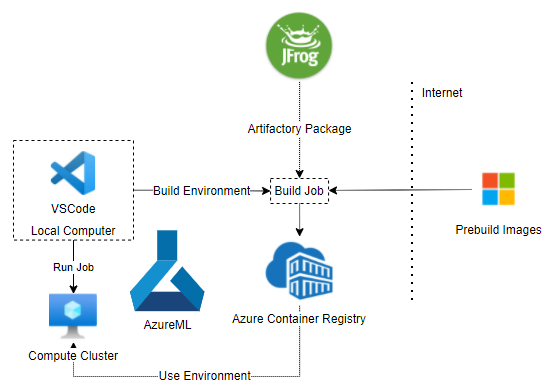 JFrog
Internet
Artifactory Package
VSCode
Build Environment
Build Job
Local Computer
Prebuild Images
Run Job
AzureML
Azure Container Registry
Compute Cluster
Use Environment